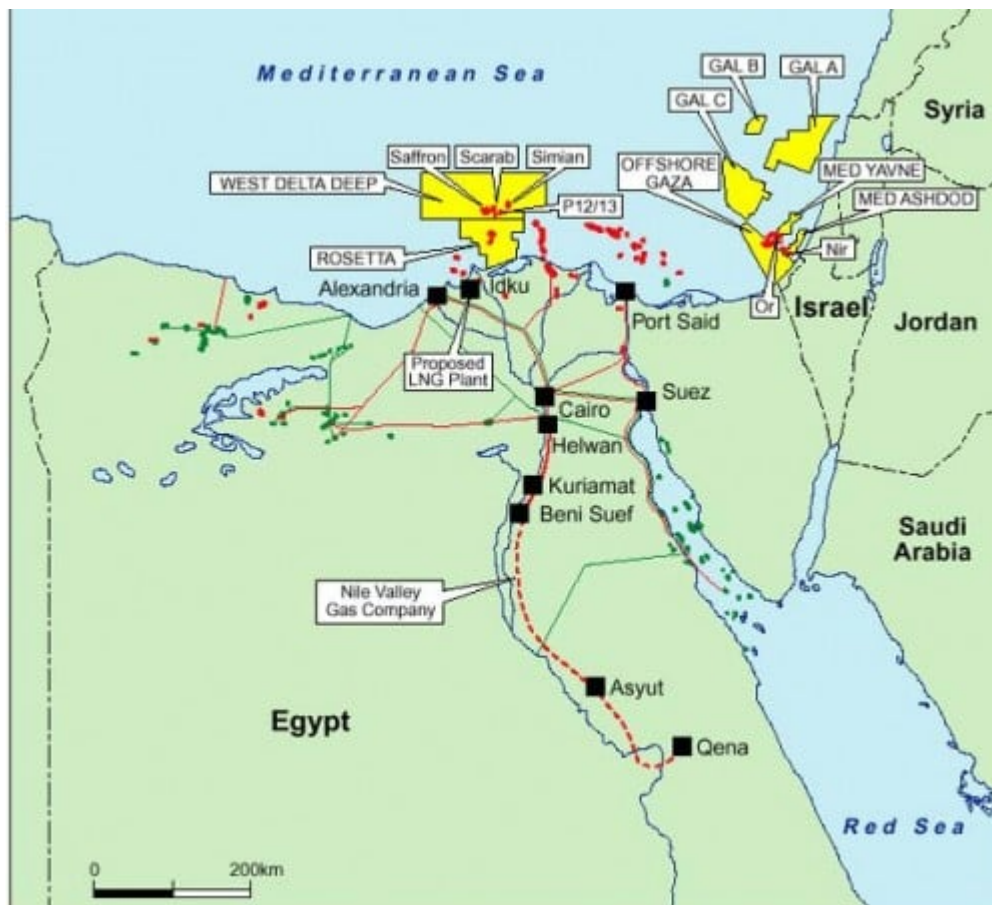 Mediterranean Sea
GAL B
GAL A
GAL C
Syria
Saffron
Scarab
Simian
OFFSHORE
GAZA
MED YAVNE
WEST DELTA DEEP
P12/13
MED ASHDOD
ROSETTA
Nir
Alexandria
Idku
Or
Israel
Port Said
Jordan
Proposed
LNG Plant
Cairo
Suez
Helwan
Kuriamat
Beni Suef
Saudi
Arabia
Nile Valley
Gas Company
Asyut
Egypt
Qena
Red Sea
0
200km